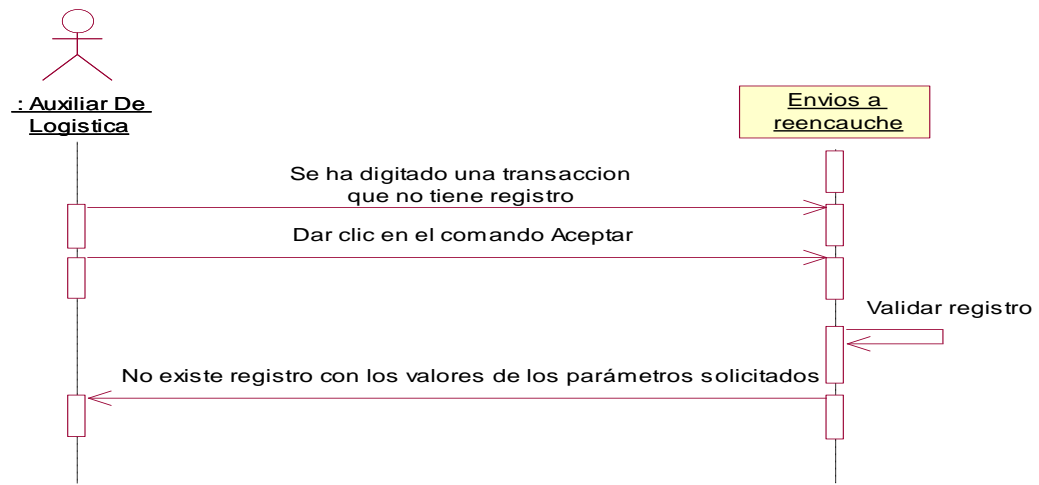 : Auxiliar De
Logistica
Envios a
reencauche
Se ha digitado una transaccion
que no tiene registro
Dar clic en el comando Aceptar
Validar registro
No existe registro con los valores de los parámetros solicitados